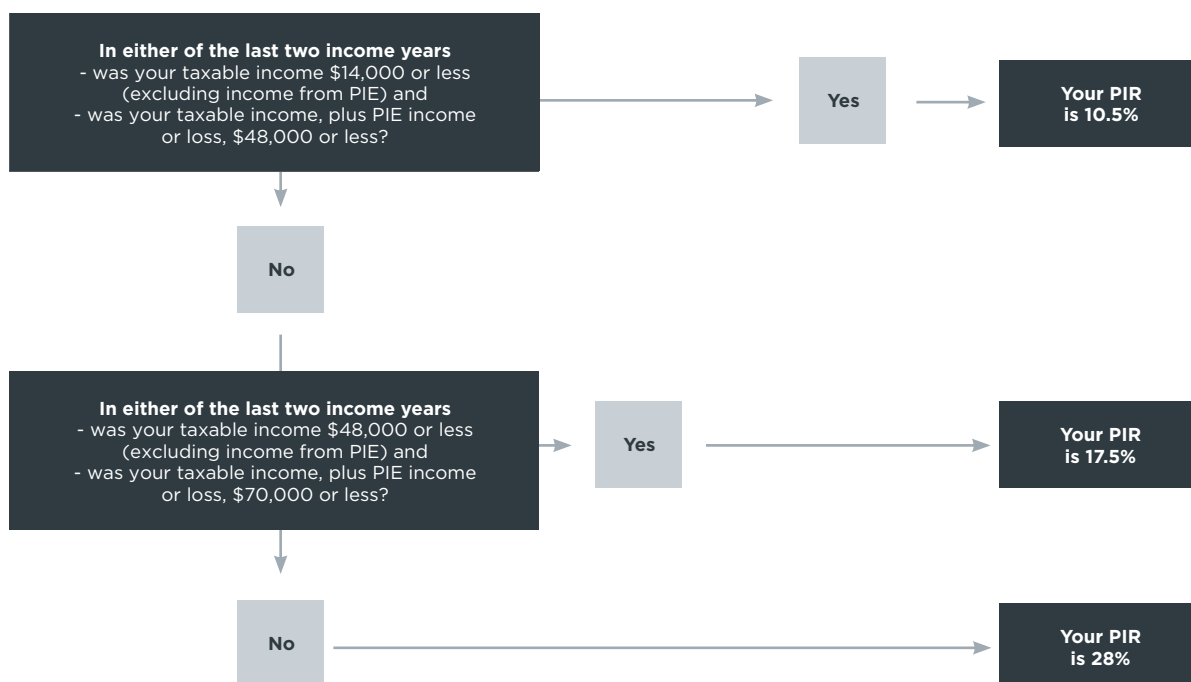 In either of the last two income years
- was your taxable income $14,000 or less
(excluding income from PIE) and
- was your taxable income, plus PIE income
or loss, $48,000 or less?
Yes
Your PIR
is 10.5%
No
In either of the last two income years
- was your taxable income $48,000 or less
(excluding income from PIE) and
- was your taxable income, plus PIE income
or loss, $70,000 or less?
Yes
Your PIR
is 17.5%
No
Your PIR
is 28%